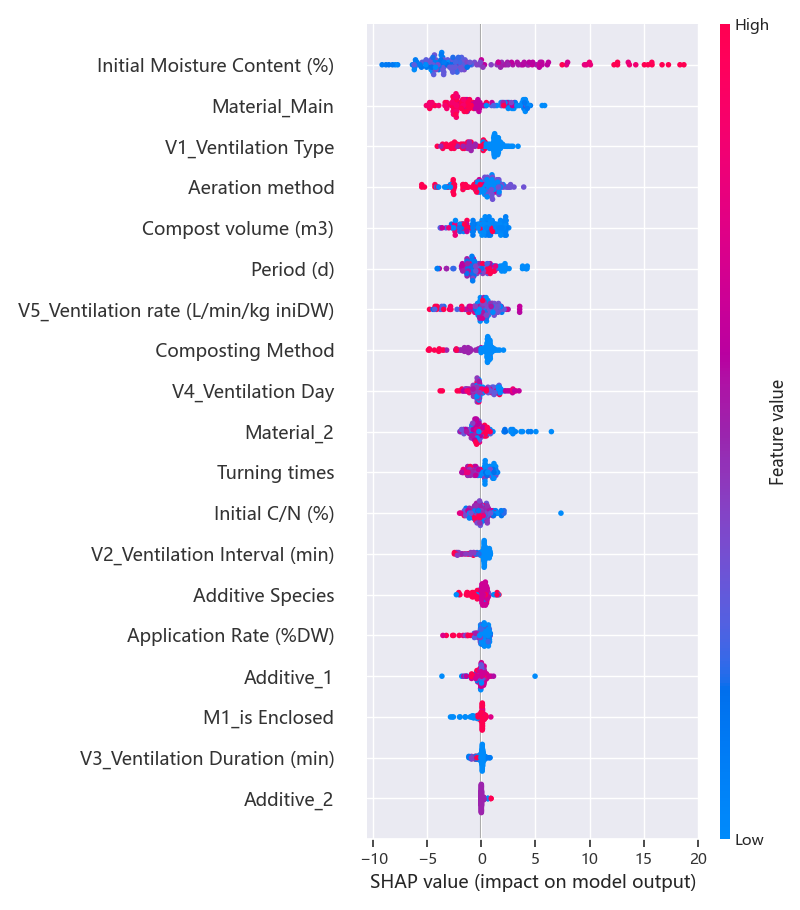 High
Initial Moisture Content (%)
Material_Main
V1_Ventilation Type
Aeration method
Compost volume (m3)
Period (d)
V5_Ventilation rate (L/min/kg iniDW)
Composting Method
V4_Ventilation Day
Material_2
Turning times
Initial C/N (%)
V2_Ventilation Interval (min)
Additive Species
Application Rate (%DW)
Additive_1
M1_is Enclosed
V3_Ventilation Duration (min)
Additive_2
Feature value
Low
−10 −5 0 5 10 15 20
SHAP value (impact on model output)